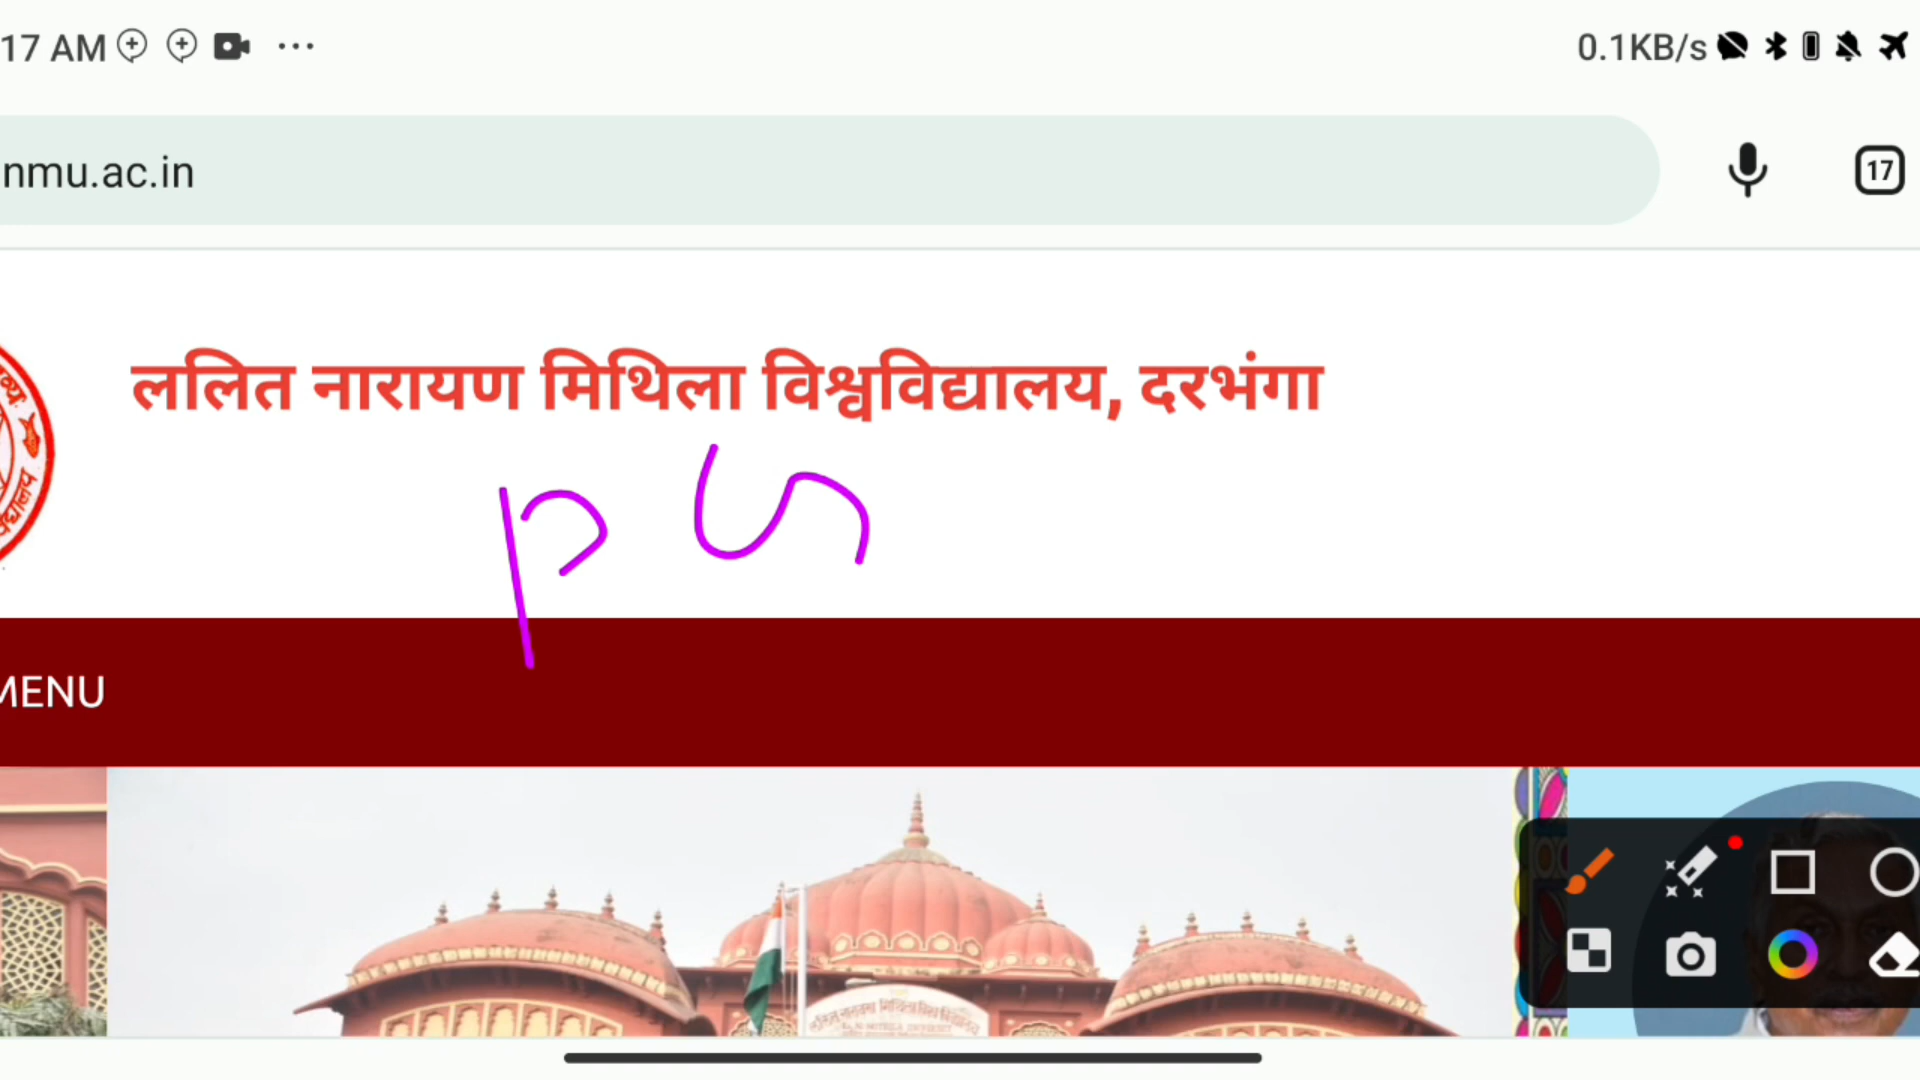 17 AM
0.1KB/s
nmu.ac.in
17
ललित नारायण मिथिला विश्वविद्यालय, दरभंगा
P
MENU